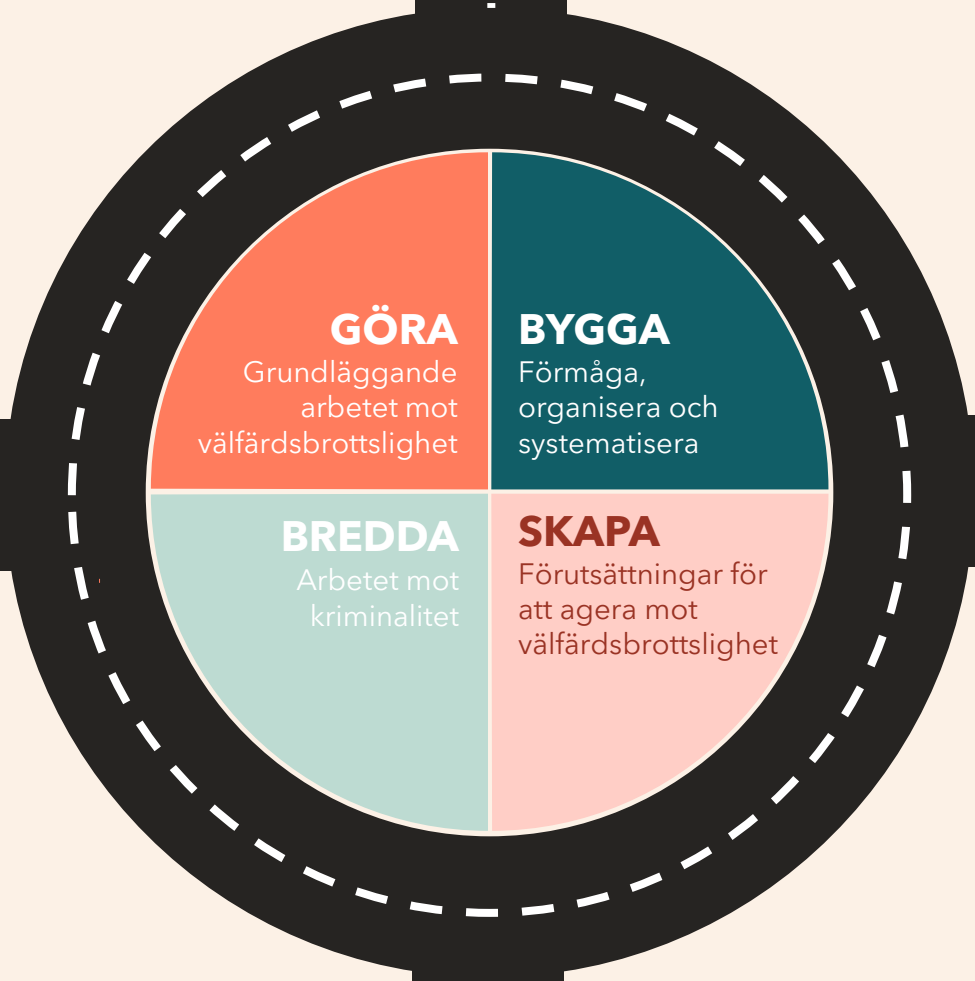 GÖRA
Grundläggande
arbetet mot
välfärdsbrottslighet
BYGGA
Förmåga,
organisera och
systematisera
BREDDA
Arbetet mot
kriminalitet
SKAPA
Förutsättningar för
att agera mot
välfärdsbrottslighet